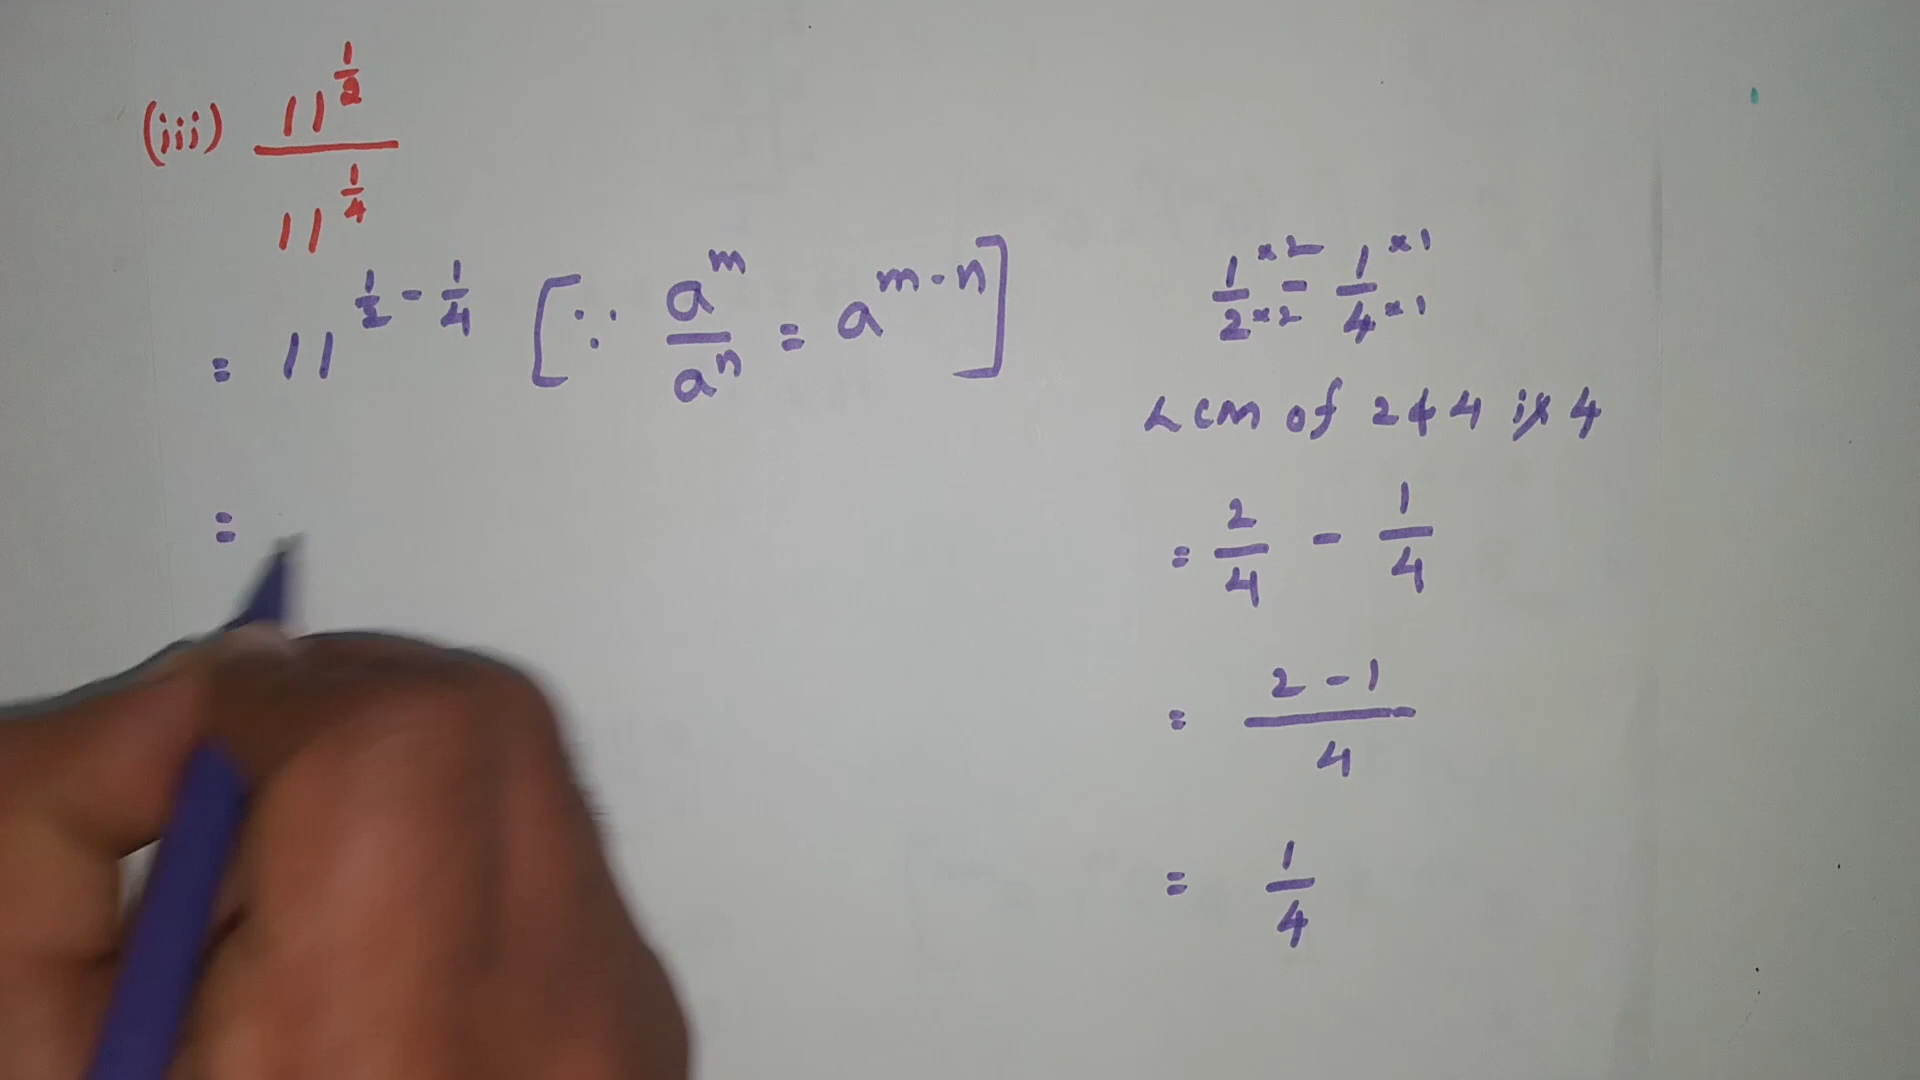 (iii) 11^(1/2) / 11^(1/4)
= 11^(1/2 - 1/4) [∵ a^m / a^n = a^(m-n)]
=
1×2 / 2×2 - 1×1 / 4×1
LCM of 2 & 4 is 4
= 2/4 - 1/4
= (2 - 1) / 4
= 1/4